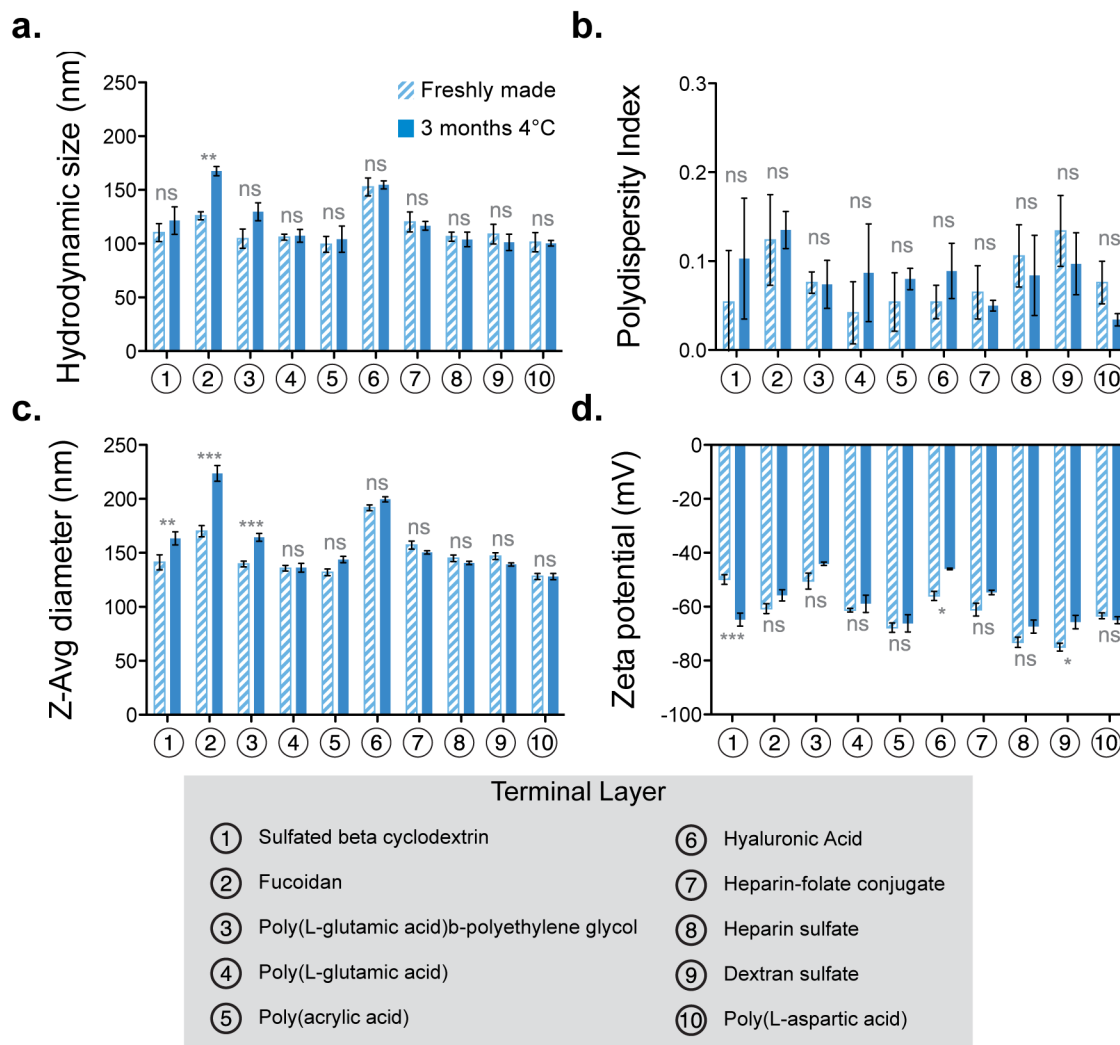 a.
Hydrodynamic size (nm)
250
200
150
100
50
0
Freshly made
3 months 4°C
ns
**
ns
ns
ns
ns
ns
ns
ns
ns
1 2 3 4 5 6 7 8 9 10
b.
Polydispersity Index
0.3
0.2
0.1
0.0
ns
ns
ns
ns
ns
ns
ns
ns
ns
ns
1 2 3 4 5 6 7 8 9 10
c.
Z-Avg diameter (nm)
250
200
150
100
50
0
**
***
***
ns
ns
ns
ns
ns
ns
ns
1 2 3 4 5 6 7 8 9 10
d.
Zeta potential (mV)
0
-20
-40
-60
-80
-100
***
ns
ns
ns
ns
*
ns
ns
*
ns
1 2 3 4 5 6 7 8 9 10
Terminal Layer
1 Sulfated beta cyclodextrin
2 Fucoidan
3 Poly(L-glutamic acid)b-polyethylene glycol
4 Poly(L-glutamic acid)
5 Poly(acrylic acid)
6 Hyaluronic Acid
7 Heparin-folate conjugate
8 Heparin sulfate
9 Dextran sulfate
10 Poly(L-aspartic acid)